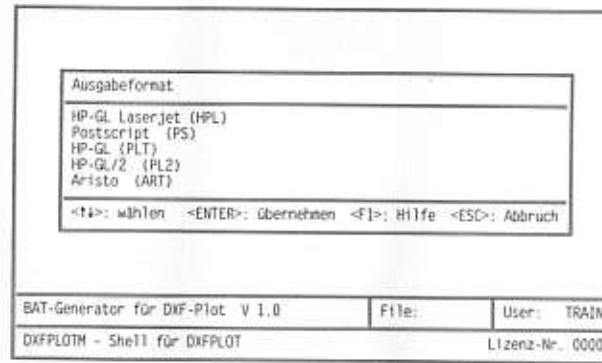 Ausgabeformat
HP-GL Laserjet (HPL)
Postscript (PS)
HP-GL (PLT)
HP-GL/2 (PL2)
Aristo (ART)
<↑↓>: wählen <ENTER>: übernehmen <F1>: Hilfe <ESC>: Abbruch
BAT-Generator für DXF-Plot V 1.0 File: User: TRAIN
DXFPLOTM - Shell für DXFPLOT Lizenz-Nr. 0000